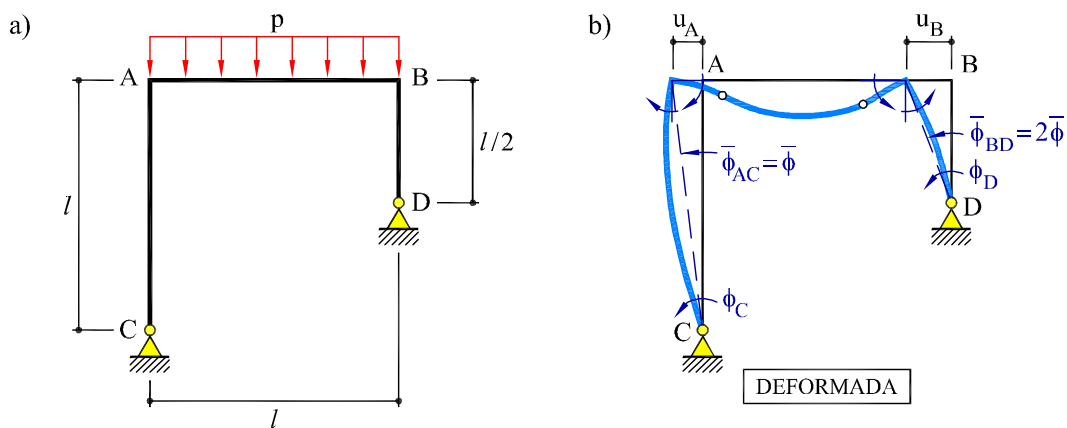 a)
p
A
B
l/2
l
D
C
l
b)
u_A
u_B
A
B
ϕ̅_BD=2ϕ̅
ϕ̅_AC=ϕ̅
ϕ_D
D
ϕ_C
C
DEFORMADA